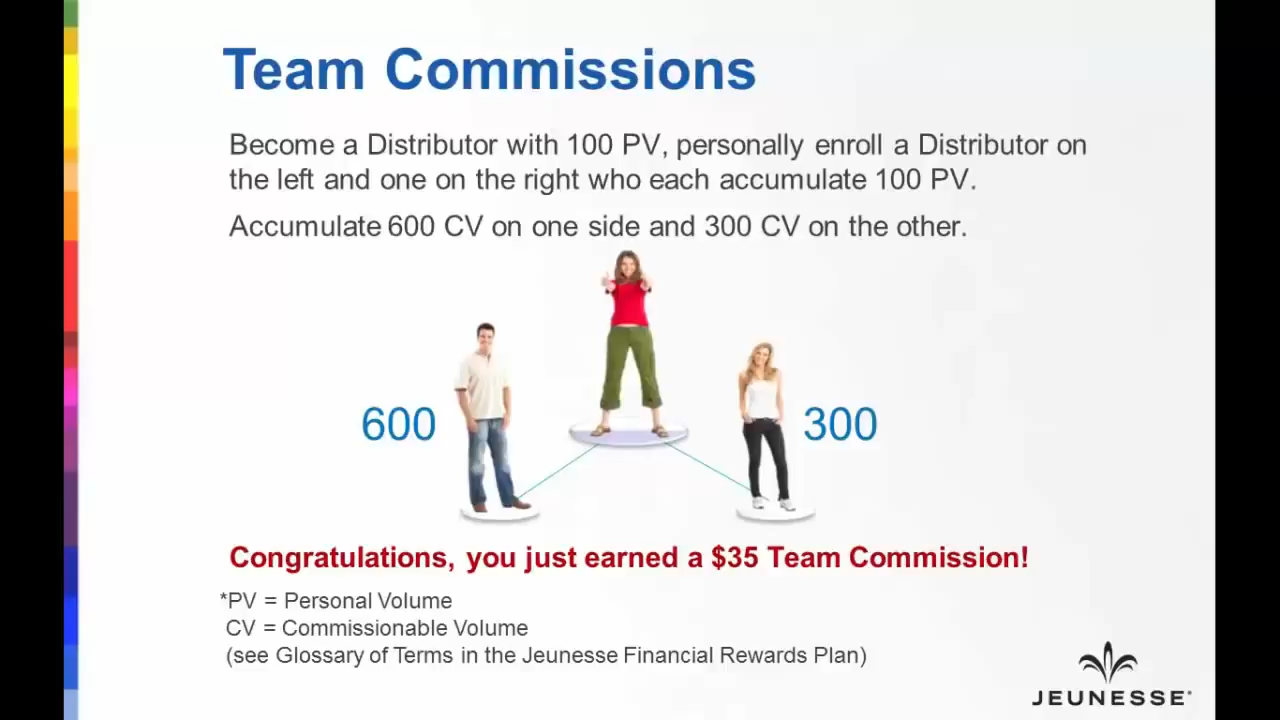 Team Commissions
Become a Distributor with 100 PV, personally enroll a Distributor on
the left and one on the right who each accumulate 100 PV.
Accumulate 600 CV on one side and 300 CV on the other.
600
300
Congratulations, you just earned a $35 Team Commission!
*PV = Personal Volume
CV = Commissionable Volume
(see Glossary of Terms in the Jeunesse Financial Rewards Plan)
JEUNESSE®